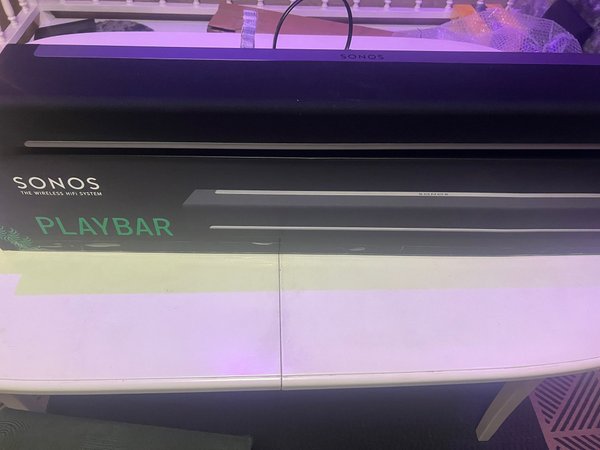 SONOS
SONOS
THE WIRELESS HiFi SYSTEM
PLAYBAR